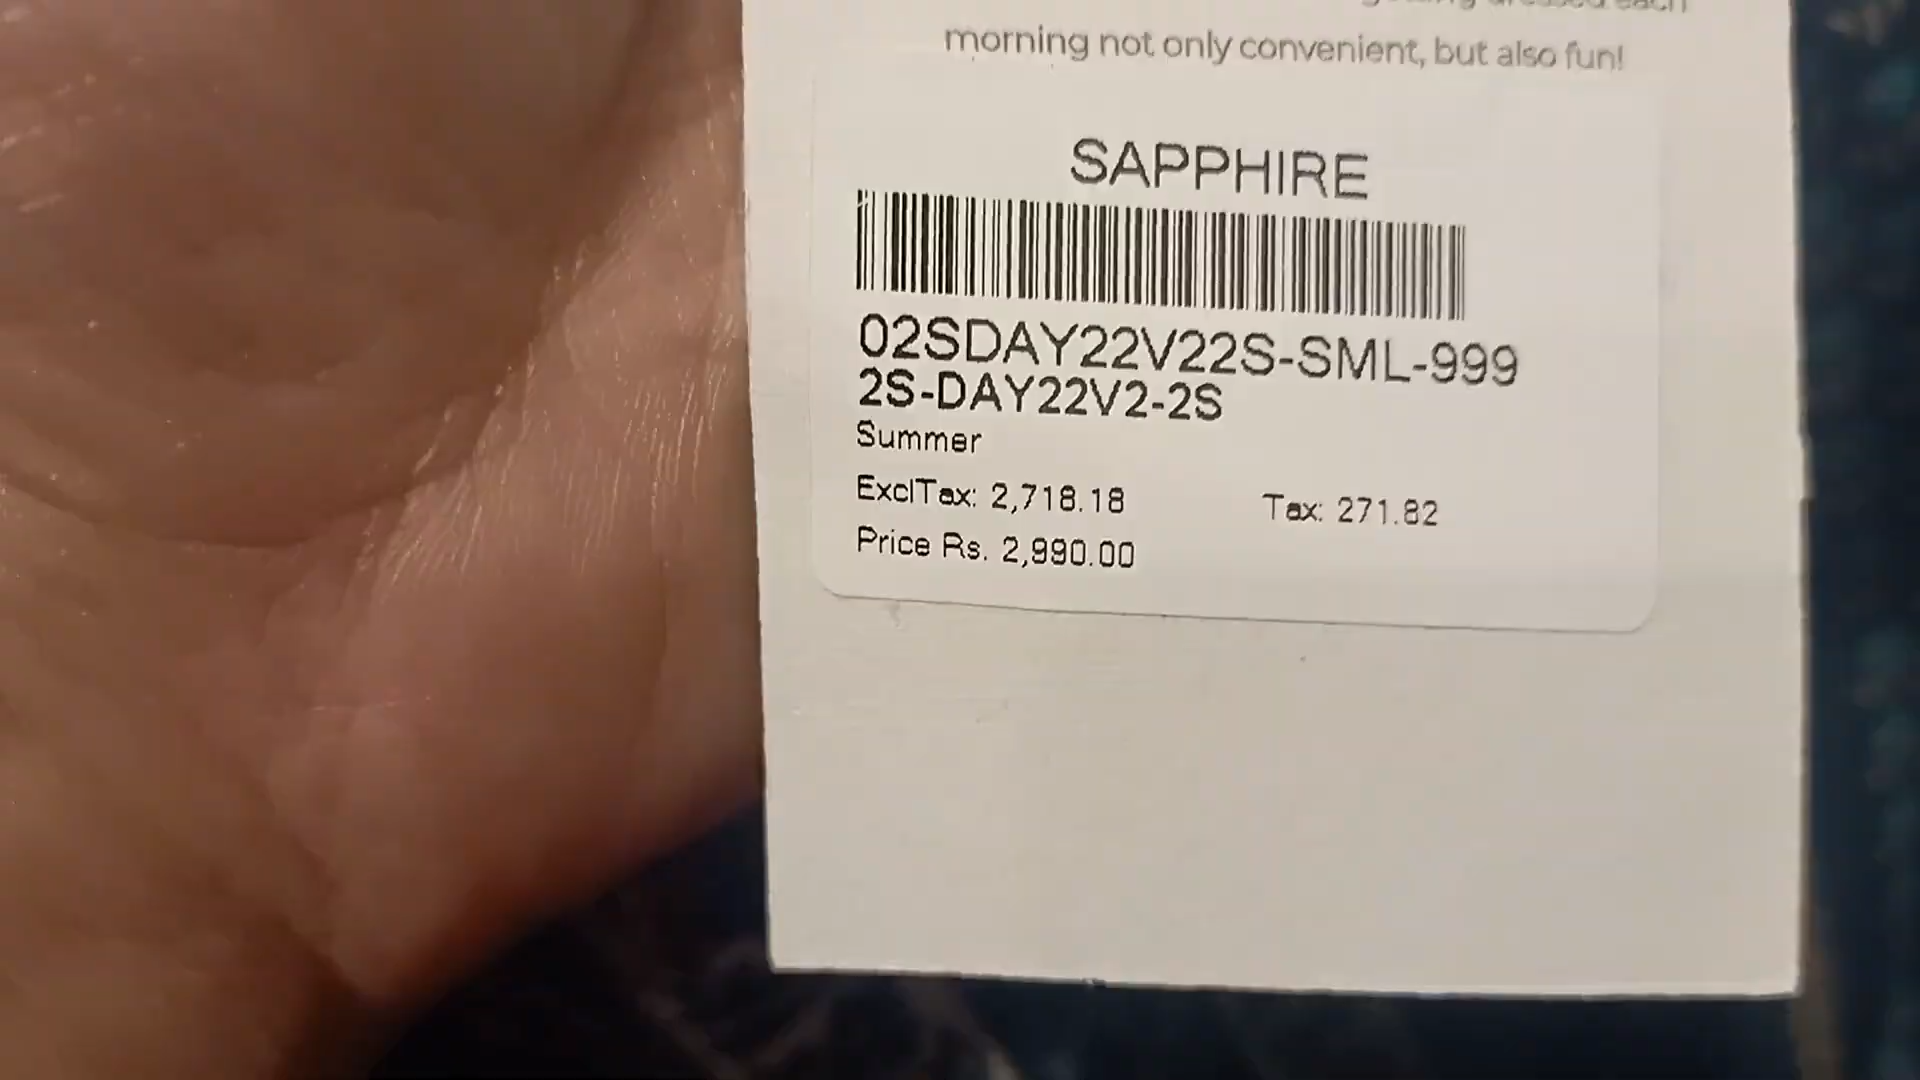 each
morning not only convenient, but also fun!
SAPPHIRE
02SDAY22V22S-SML-999
2S-DAY22V2-2S
Summer
ExclTax: 2,718.18 Tax: 271.82
Price Rs. 2,990.00